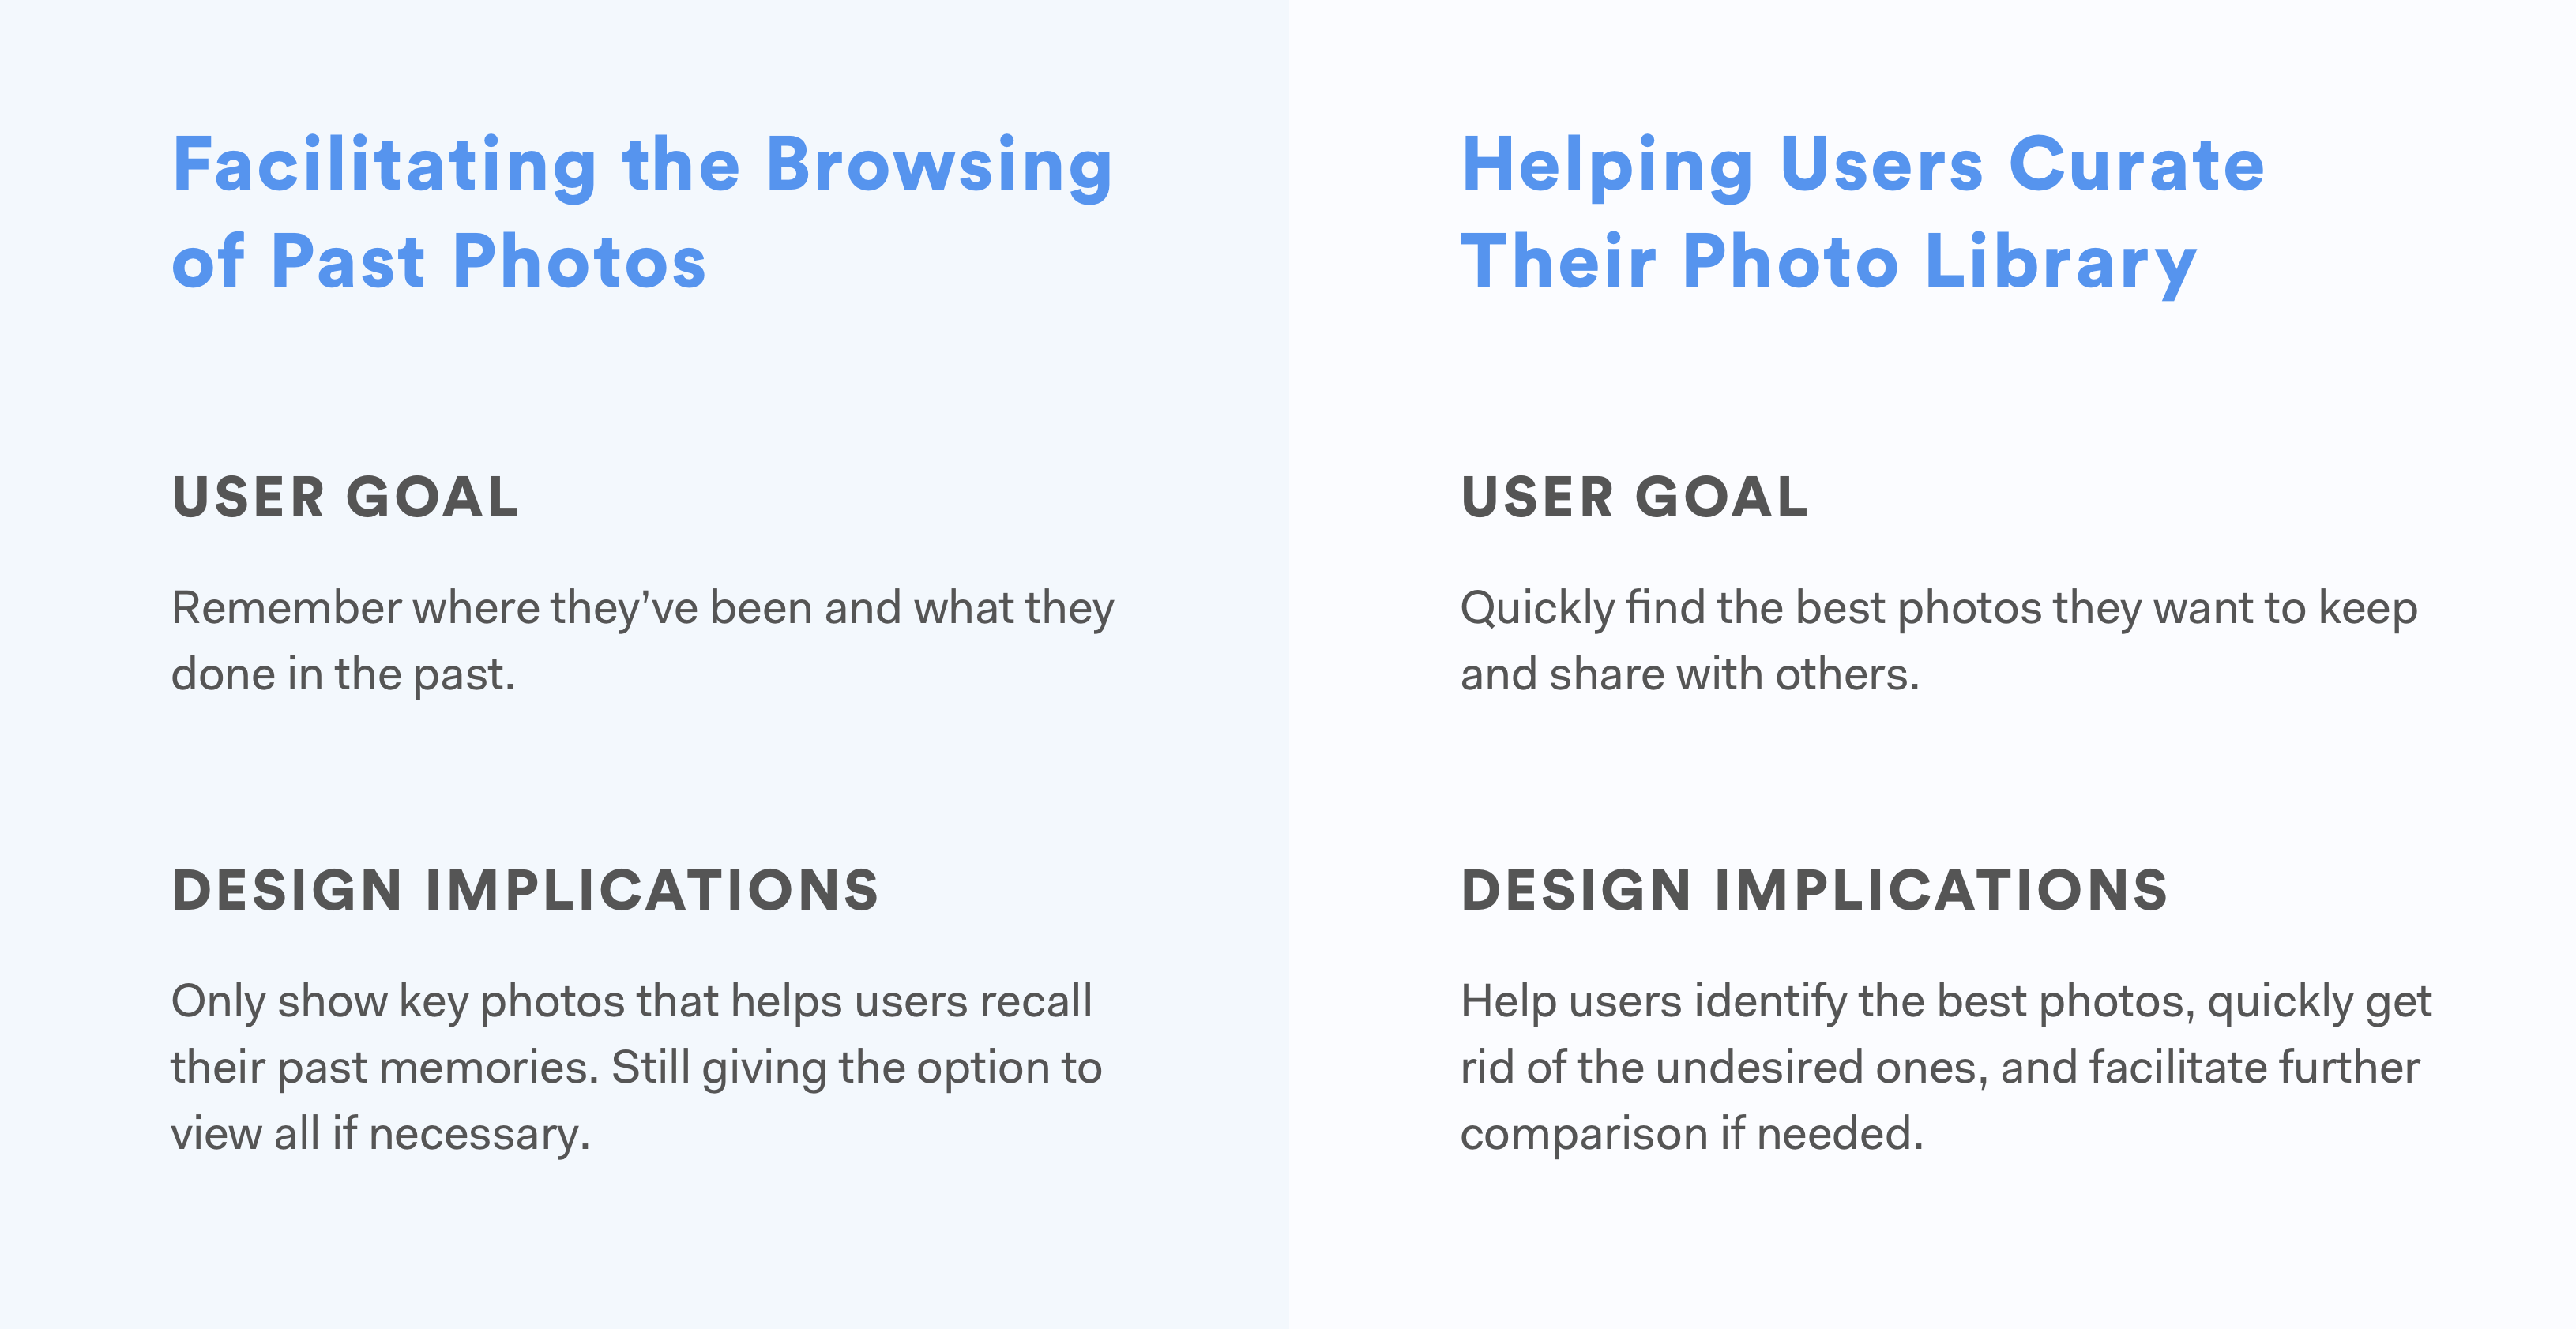 Facilitating the Browsing
of Past Photos
USER GOAL
Remember where they’ve been and what they
done in the past.
DESIGN IMPLICATIONS
Only show key photos that helps users recall
their past memories. Still giving the option to
view all if necessary.
Helping Users Curate
Their Photo Library
USER GOAL
Quickly find the best photos they want to keep
and share with others.
DESIGN IMPLICATIONS
Help users identify the best photos, quickly get
rid of the undesired ones, and facilitate further
comparison if needed.